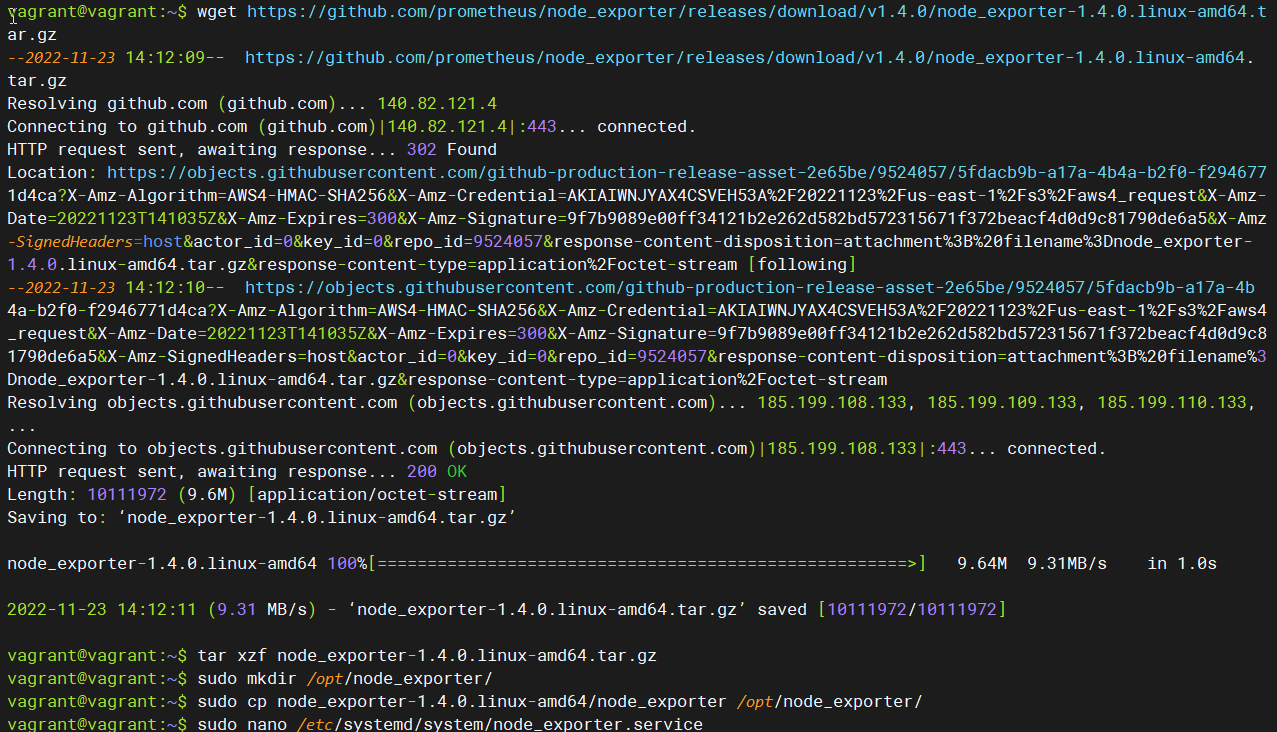 vagrant@vagrant:~$ wget https://github.com/prometheus/node_exporter/releases/download/v1.4.0/node_exporter-1.4.0.linux-amd64.t
ar.gz
--2022-11-23 14:12:09--  https://github.com/prometheus/node_exporter/releases/download/v1.4.0/node_exporter-1.4.0.linux-amd64.
tar.gz
Resolving github.com (github.com)... 140.82.121.4
Connecting to github.com (github.com)|140.82.121.4|:443... connected.
HTTP request sent, awaiting response... 302 Found
Location: https://objects.githubusercontent.com/github-production-release-asset-2e65be/9524057/5fdacb9b-a17a-4b4a-b2f0-f294677
1d4ca?X-Amz-Algorithm=AWS4-HMAC-SHA256&X-Amz-Credential=AKIAIWNJYAX4CSVEH53A%2F20221123%2Fus-east-1%2Fs3%2Faws4_request&X-Amz-
Date=20221123T141035Z&X-Amz-Expires=300&X-Amz-Signature=9f7b9089e00ff34121b2e262d582bd572315671f372beacf4d0d9c81790de6a5&X-Amz
-SignedHeaders=host&actor_id=0&key_id=0&repo_id=9524057&response-content-disposition=attachment%3B%20filename%3Dnode_exporter-
1.4.0.linux-amd64.tar.gz&response-content-type=application%2Foctet-stream [following]
--2022-11-23 14:12:10--  https://objects.githubusercontent.com/github-production-release-asset-2e65be/9524057/5fdacb9b-a17a-4b
4a-b2f0-f2946771d4ca?X-Amz-Algorithm=AWS4-HMAC-SHA256&X-Amz-Credential=AKIAIWNJYAX4CSVEH53A%2F20221123%2Fus-east-1%2Fs3%2Faws4
_request&X-Amz-Date=20221123T141035Z&X-Amz-Expires=300&X-Amz-Signature=9f7b9089e00ff34121b2e262d582bd572315671f372beacf4d0d9c8
1790de6a5&X-Amz-SignedHeaders=host&actor_id=0&key_id=0&repo_id=9524057&response-content-disposition=attachment%3B%20filename%3
Dnode_exporter-1.4.0.linux-amd64.tar.gz&response-content-type=application%2Foctet-stream
Resolving objects.githubusercontent.com (objects.githubusercontent.com)... 185.199.108.133, 185.199.109.133, 185.199.110.133,
...
Connecting to objects.githubusercontent.com (objects.githubusercontent.com)|185.199.108.133|:443... connected.
HTTP request sent, awaiting response... 200 OK
Length: 10111972 (9.6M) [application/octet-stream]
Saving to: ‘node_exporter-1.4.0.linux-amd64.tar.gz’
node_exporter-1.4.0.linux-amd64 100%[=====================================================>]   9.64M  9.31MB/s    in 1.0s
2022-11-23 14:12:11 (9.31 MB/s) - ‘node_exporter-1.4.0.linux-amd64.tar.gz’ saved [10111972/10111972]
vagrant@vagrant:~$ tar xzf node_exporter-1.4.0.linux-amd64.tar.gz
vagrant@vagrant:~$ sudo mkdir /opt/node_exporter/
vagrant@vagrant:~$ sudo cp node_exporter-1.4.0.linux-amd64/node_exporter /opt/node_exporter/
vagrant@vagrant:~$ sudo nano /etc/systemd/system/node_exporter.service